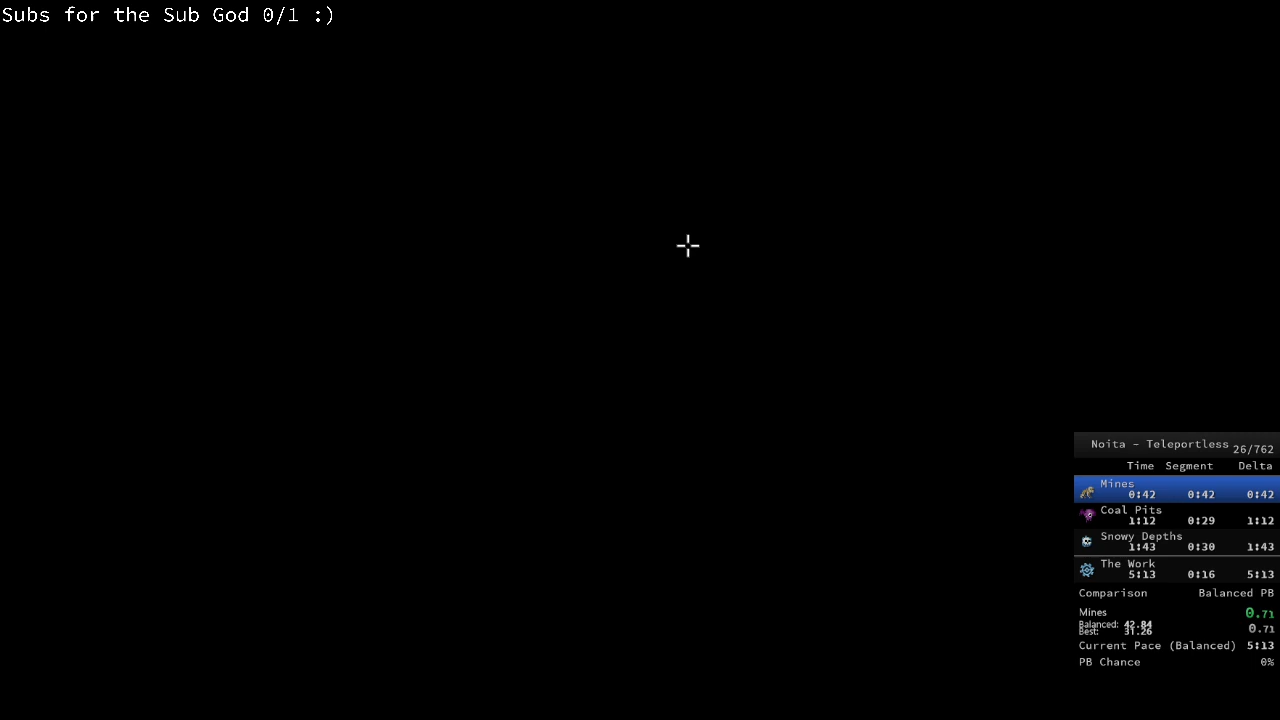 Subs for the Sub God 0/1 :)
Noita - Teleportless 26/762
Time Segment Delta
Mines
0:42 0:42 0:42
Coal Pits
1:12 0:29 1:12
Snowy Depths
1:43 0:30 1:43
The Work
5:13 0:16 5:13
Comparison Balanced PB
Mines 0.71
Balanced: 42.84
Best: 31.26 0.71
Current Pace (Balanced) 5:13
PB Chance 0%